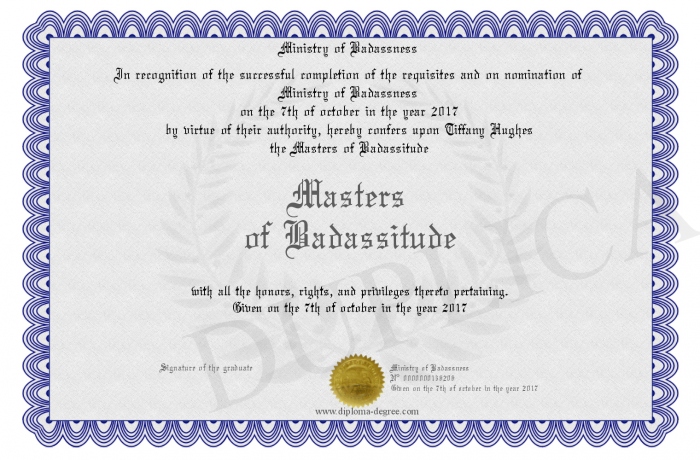 Ministry of Badassness
In recognition of the successful completion of the requisites and on nomination of
Ministry of Badassness
on the 7th of october in the year 2017
by virtue of their authority, hereby confers upon Tiffany Hughes
the Masters of Badassitude
Masters
of Badassitude
with all the honors, rights, and privileges thereto pertaining.
Given on the 7th of october in the year 2017
Signature of the graduate
Ministry of Badassness
Given on the 7th of october in the year 2017
www.diploma-degree.com
DUPLICA